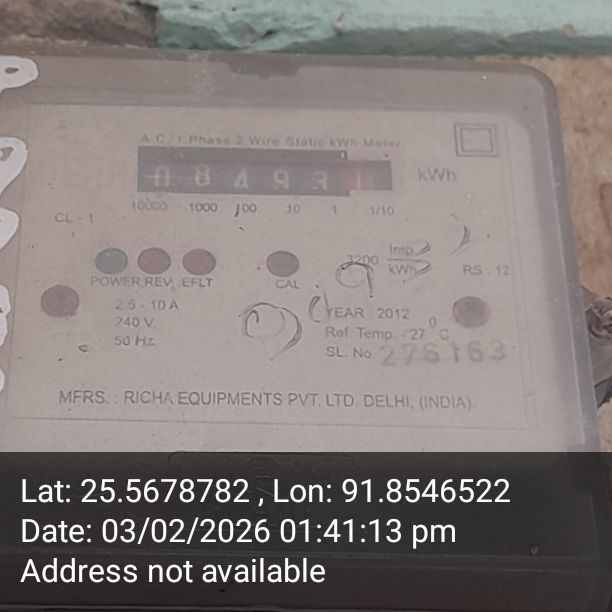 A.C. 1 Phase 2 Wire Static kWh Meter.
0 8 4 9 3 kWh
10000 1000 100 10 1 1/10
CL - 1
3200 Imp/kWh RS : 12
POWER REV. EFLT CAL
2.5 - 10 A
240 V
50 Hz
YEAR : 2012
Ref. Temp. - 27 °C
SL. No. 276163
MFRS. : RICHA EQUIPMENTS PVT. LTD. DELHI, (INDIA).
Lat: 25.5678782 , Lon: 91.8546522
Date: 03/02/2026 01:41:13 pm
Address not available